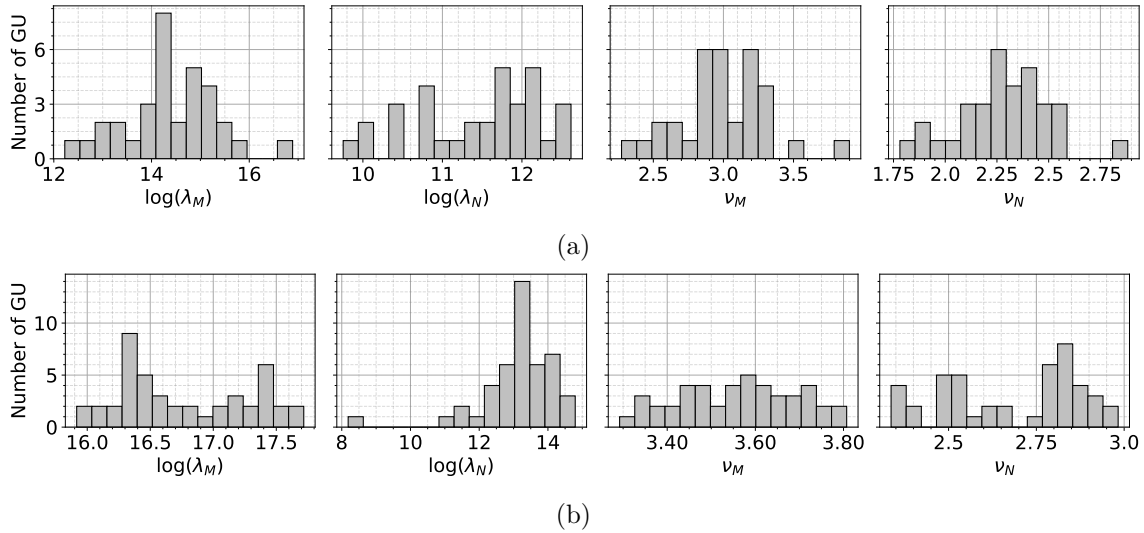 Number of GU
6
3
0
12 14 16
log(λ_M)
10 11 12
log(λ_N)
2.5 3.0 3.5
ν_M
1.75 2.0 2.25 2.5 2.75
ν_N
(a)
Number of GU
10
5
0
16.0 16.5 17.0 17.5
log(λ_M)
8 10 12 14
log(λ_N)
3.40 3.60 3.80
ν_M
2.5 2.75 3.0
ν_N
(b)